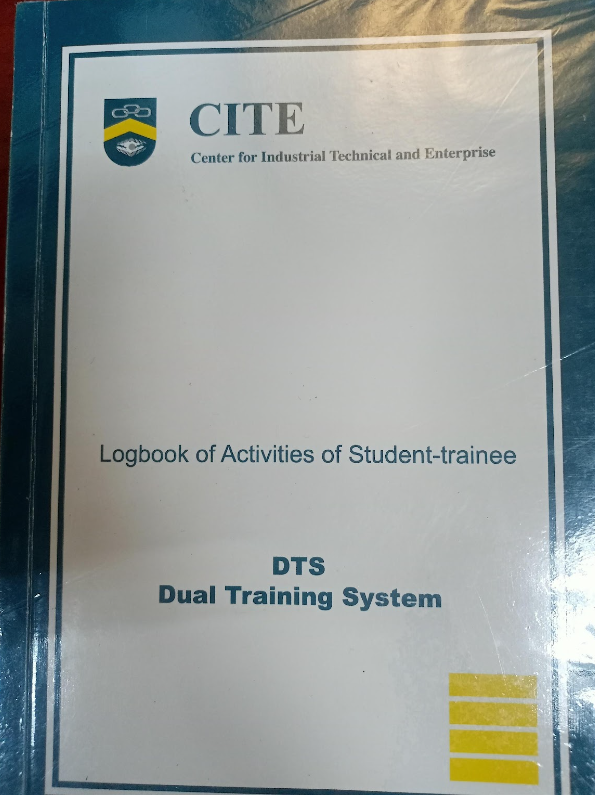 CITE
Center for Industrial Technical and Enterprise
Logbook of Activities of Student-trainee
DTS
Dual Training System